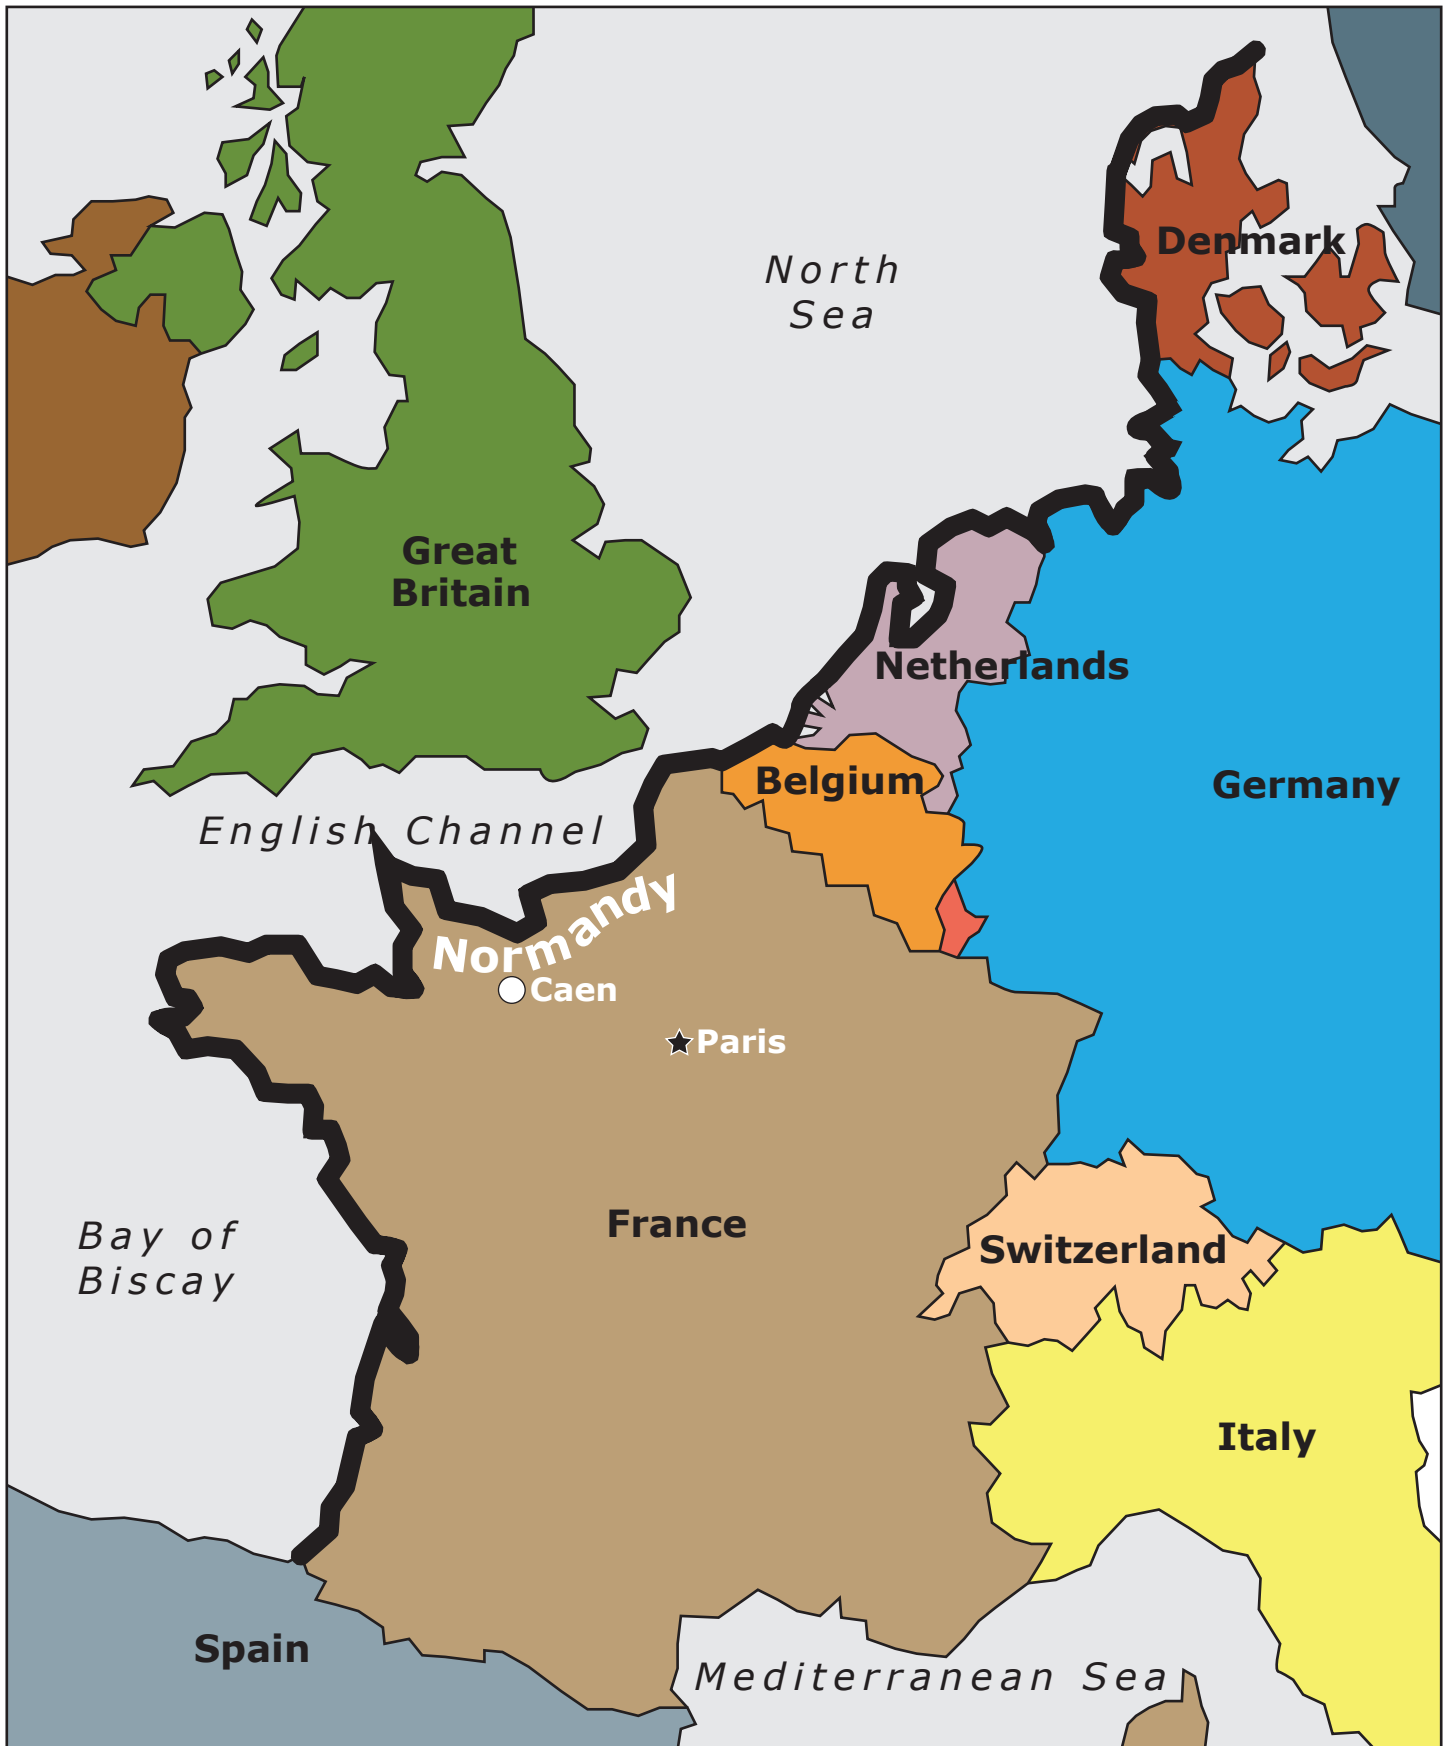 North
Sea
Denmark
Great
Britain
Netherlands
Belgium
Germany
English Channel
Normandy
Caen
Paris
France
Bay of
Biscay
Switzerland
Italy
Spain
Mediterranean Sea